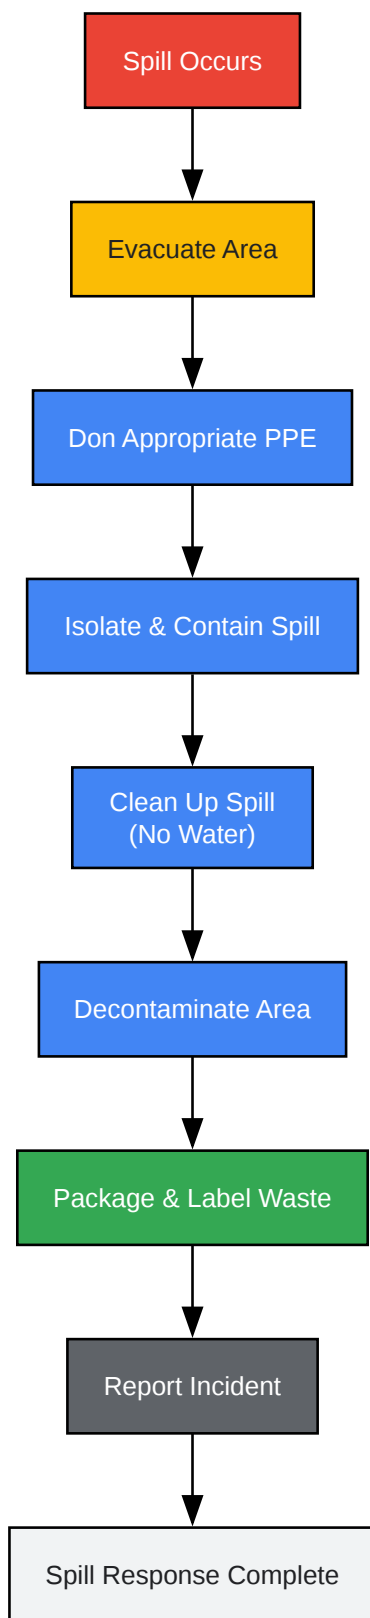 Spill Occurs
Evacuate Area
Don Appropriate PPE
Isolate & Contain Spill
Clean Up Spill
(No Water)
Decontaminate Area
Package & Label Waste
Report Incident
Spill Response Complete